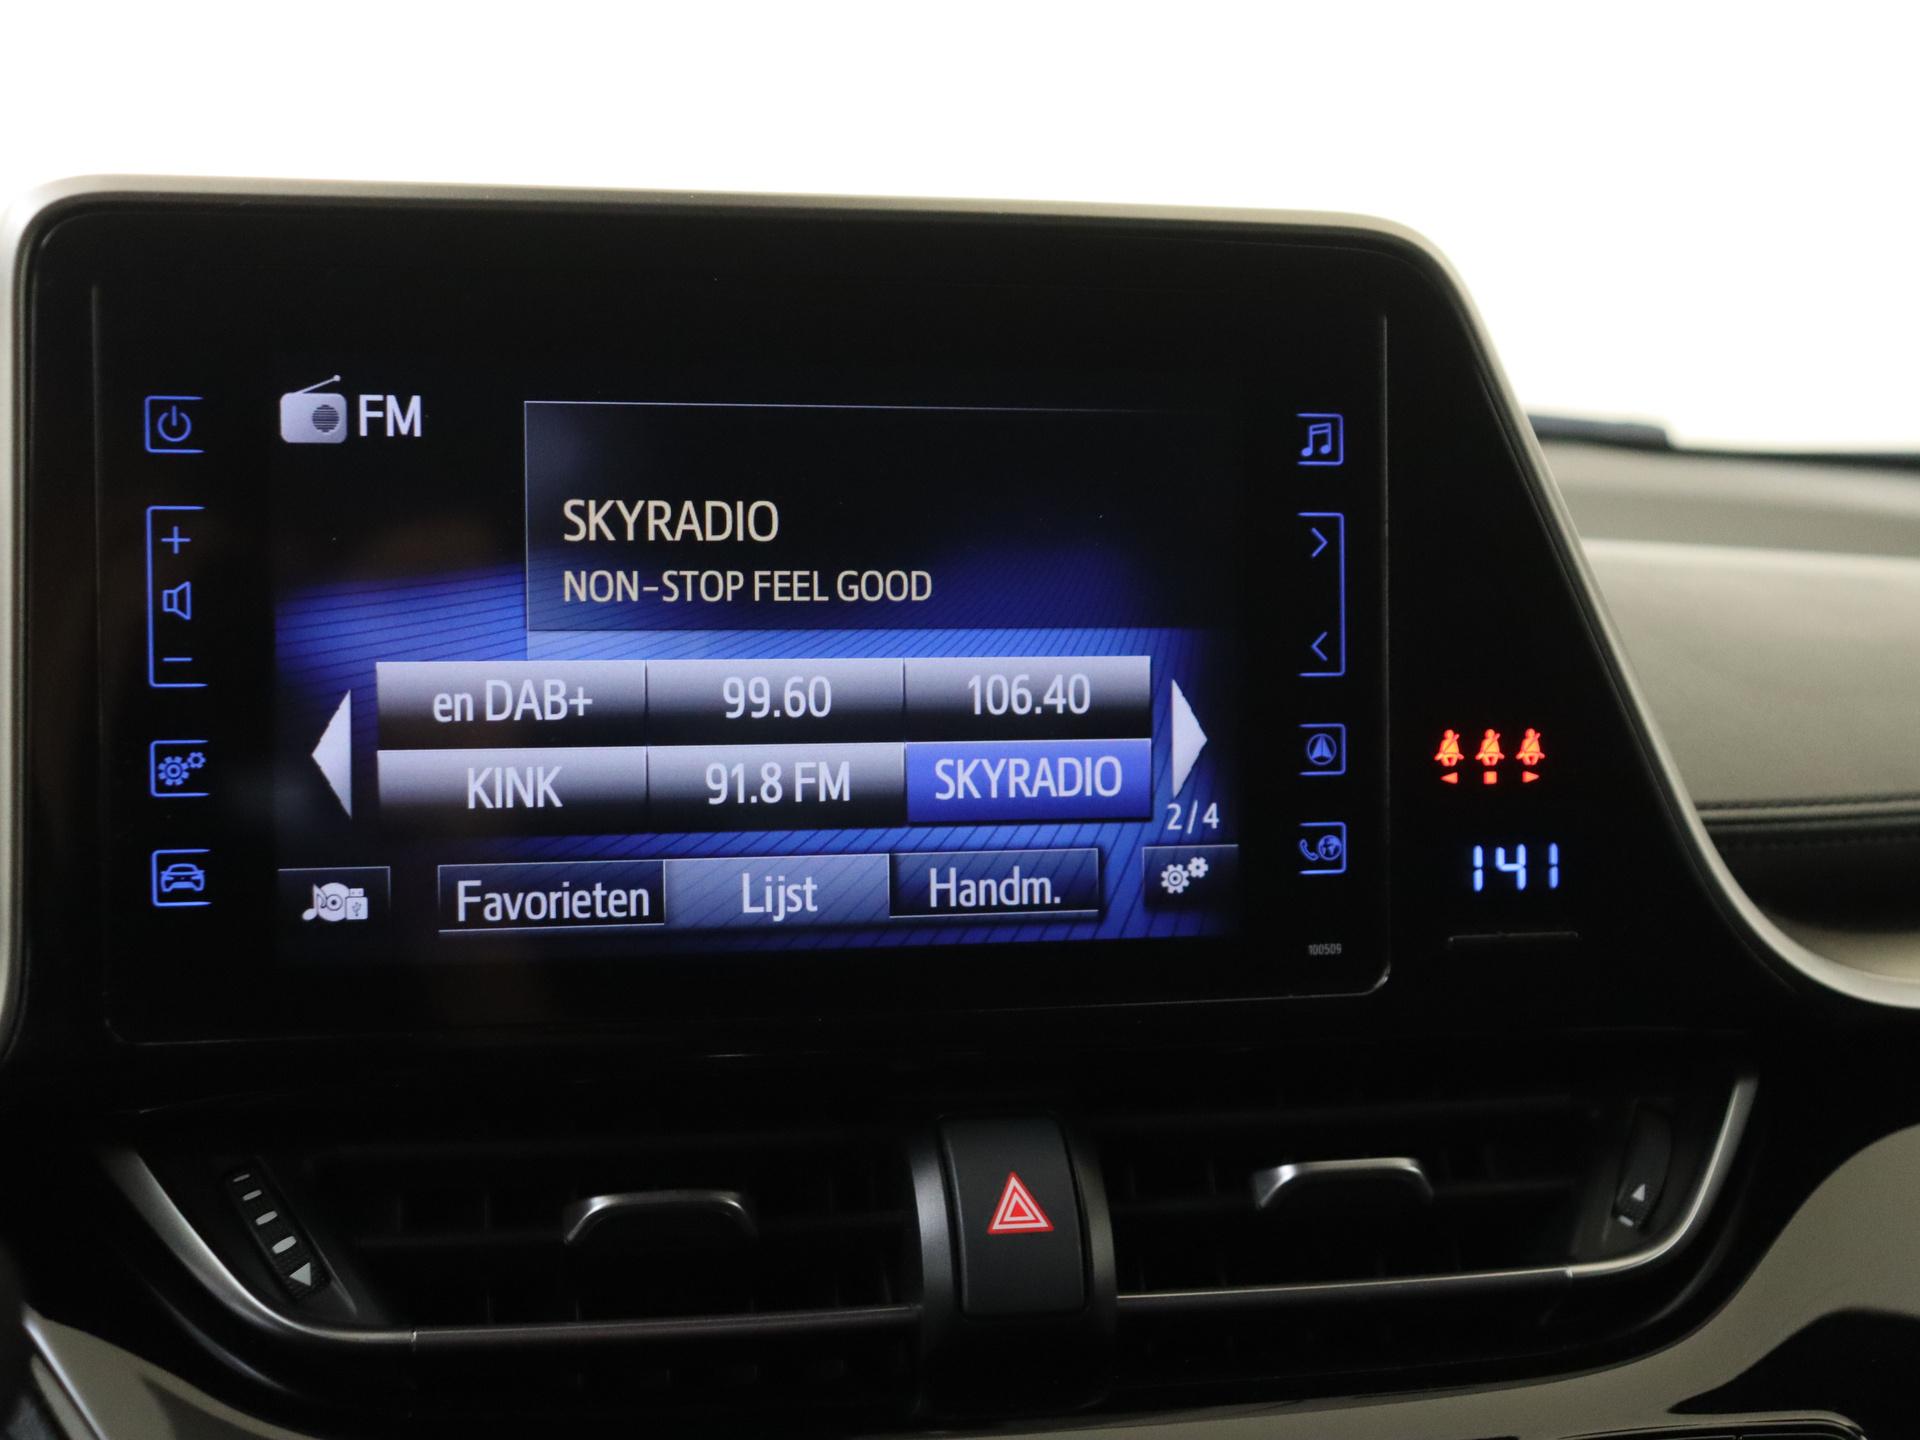 FM
SKYRADIO
NON-STOP FEEL GOOD
en DAB+ 99.60 106.40
KINK 91.8 FM SKYRADIO
2/4
Favorieten Lijst Handm.
100509
141